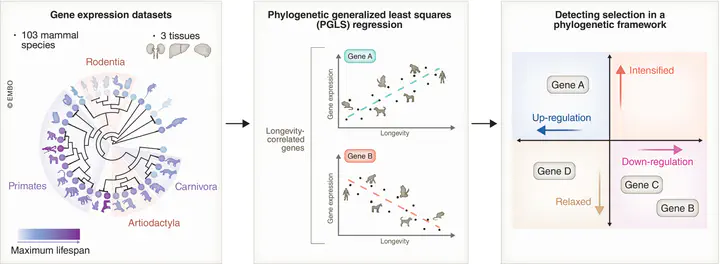 Gene expression datasets
• 103 mammal
species
• 3 tissues
© EMBO
Rodentia
Primates
Carnivora
Artiodactyla
Maximum lifespan
Phylogenetic generalized least squares
(PGLS) regression
Longevity-
correlated
genes
Gene A
Gene expression
Longevity
Gene B
Gene expression
Longevity
Detecting selection in a
phylogenetic framework
Gene A
Intensified
Up-regulation
Down-regulation
Gene D
Gene C
Relaxed
Gene B